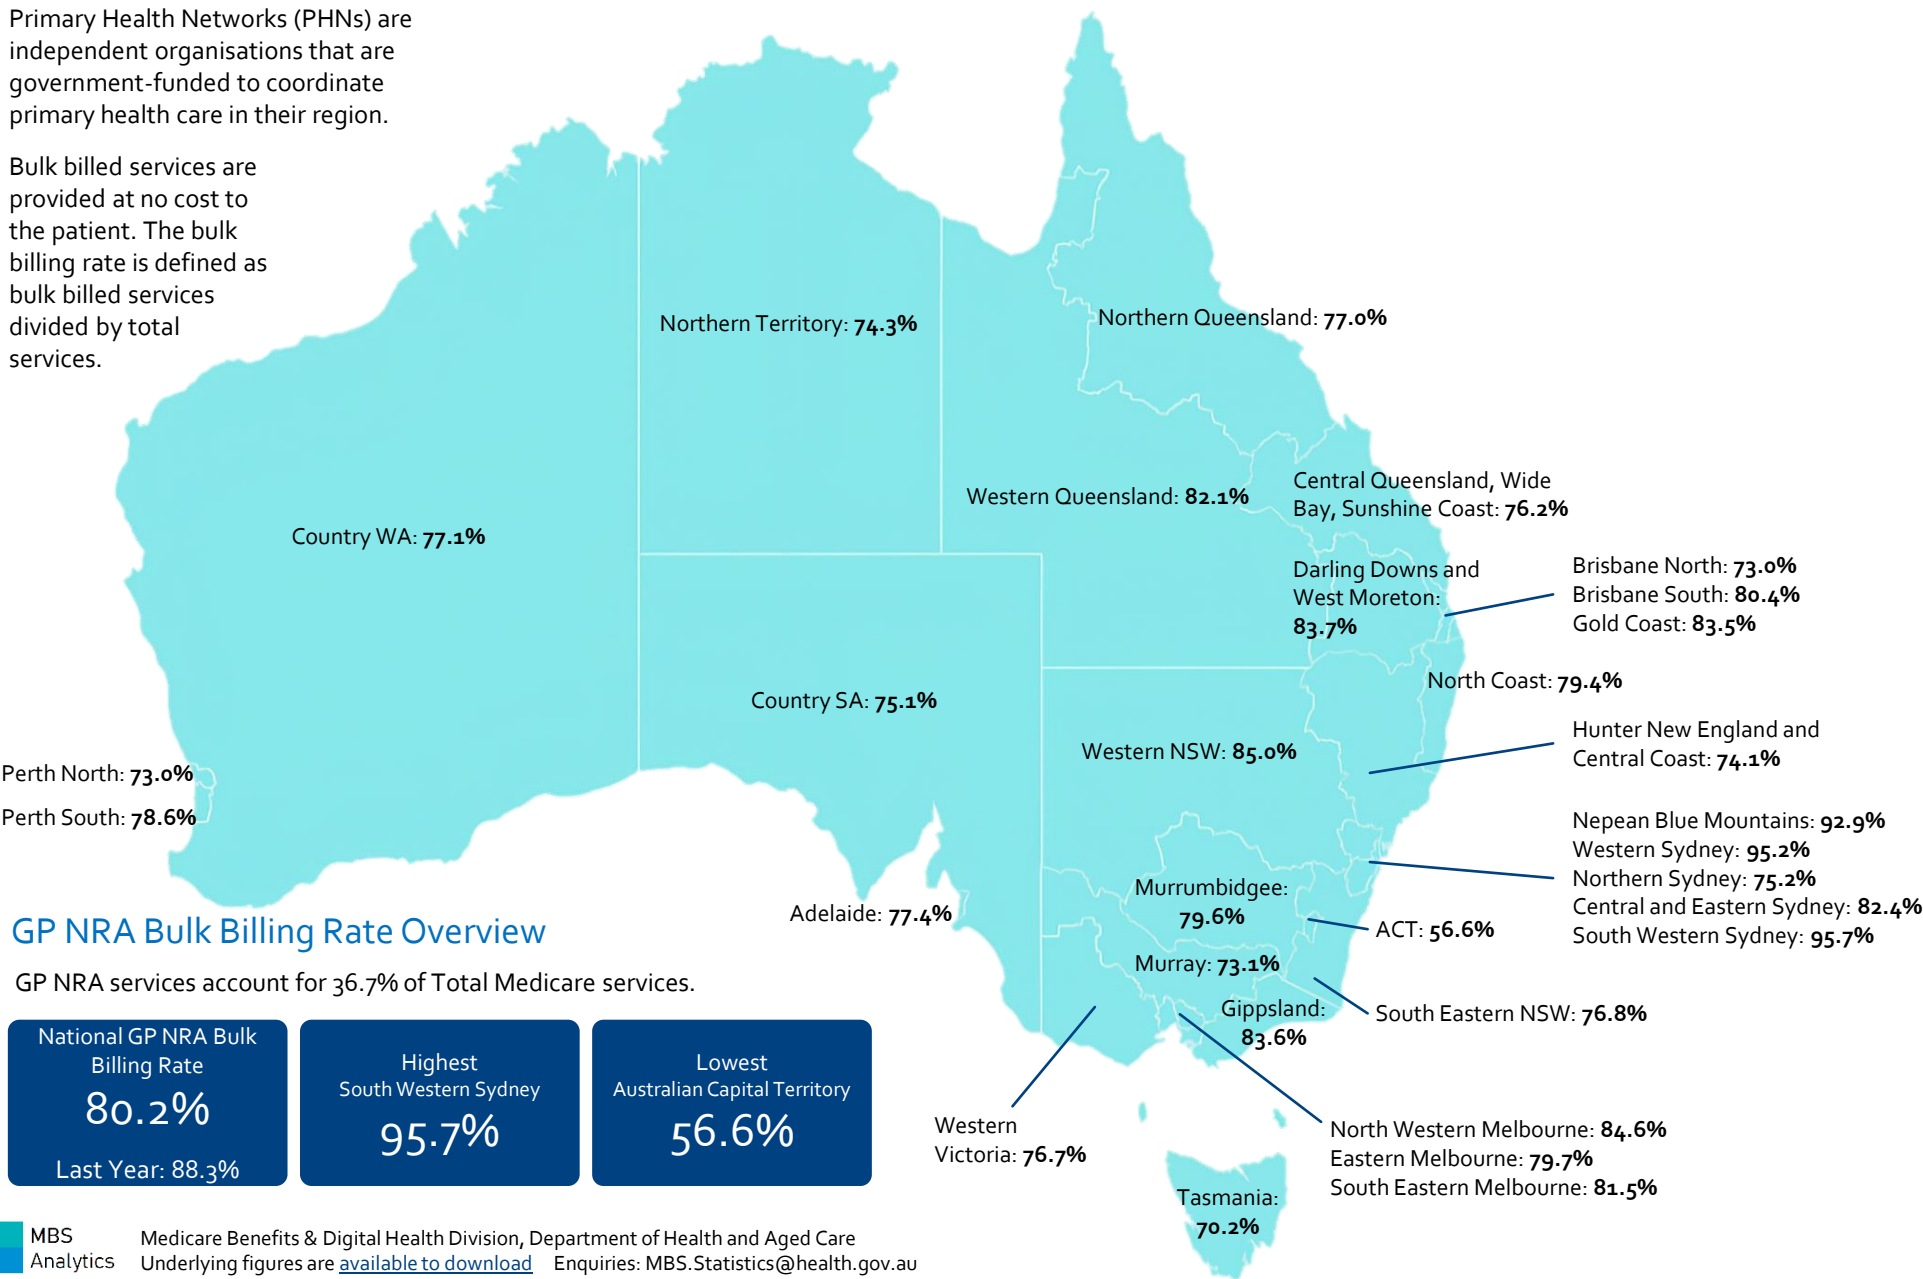 Primary Health Networks (PHNs) are
independent organisations that are
government-funded to coordinate
primary health care in their region.
Bulk billed services are
provided at no cost to
the patient. The bulk
billing rate is defined as
bulk billed services
divided by total
services.
Northern Territory: 74.3%
Northern Queensland: 77.0%
Western Queensland: 82.1%
Central Queensland, Wide
Bay, Sunshine Coast: 76.2%
Country WA: 77.1%
Darling Downs and
West Moreton:
83.7%
Brisbane North: 73.0%
Brisbane South: 80.4%
Gold Coast: 83.5%
Country SA: 75.1%
North Coast: 79.4%
Western NSW: 85.0%
Hunter New England and
Central Coast: 74.1%
Perth North: 73.0%
Perth South: 78.6%
Nepean Blue Mountains: 92.9%
Western Sydney: 95.2%
Northern Sydney: 75.2%
Central and Eastern Sydney: 82.4%
South Western Sydney: 95.7%
Murrumbidgee:
79.6%
Adelaide: 77.4%
ACT: 56.6%
Murray: 73.1%
Gippsland:
83.6%
South Eastern NSW: 76.8%
GP NRA Bulk Billing Rate Overview
GP NRA services account for 36.7% of Total Medicare services.
National GP NRA Bulk
Billing Rate
80.2%
Last Year: 88.3%
Highest
South Western Sydney
95.7%
Lowest
Australian Capital Territory
56.6%
Western
Victoria: 76.7%
North Western Melbourne: 84.6%
Eastern Melbourne: 79.7%
South Eastern Melbourne: 81.5%
Tasmania:
70.2%
MBS
Analytics
Medicare Benefits & Digital Health Division, Department of Health and Aged Care
Underlying figures are available to download Enquiries: MBS.Statistics@health.gov.au